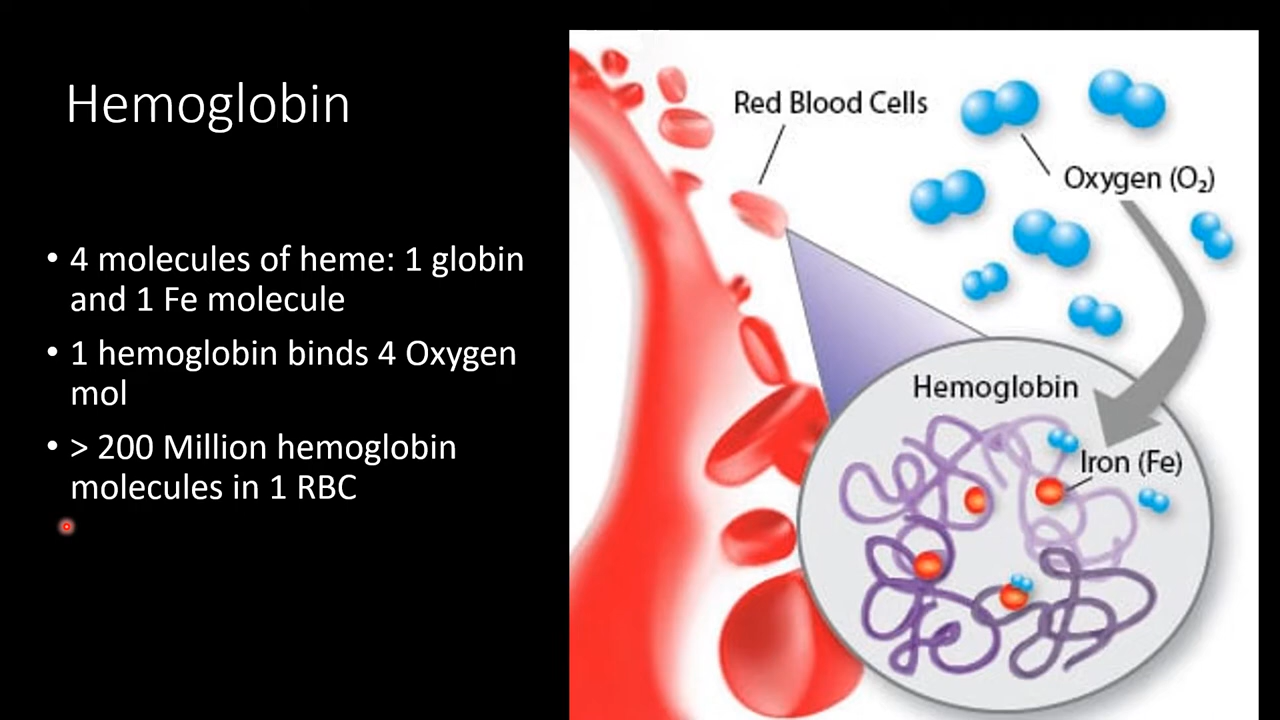 Hemoglobin
• 4 molecules of heme: 1 globin
and 1 Fe molecule
• 1 hemoglobin binds 4 Oxygen
mol
• > 200 Million hemoglobin
molecules in 1 RBC
Red Blood Cells
Oxygen (O₂)
Hemoglobin
Iron (Fe)